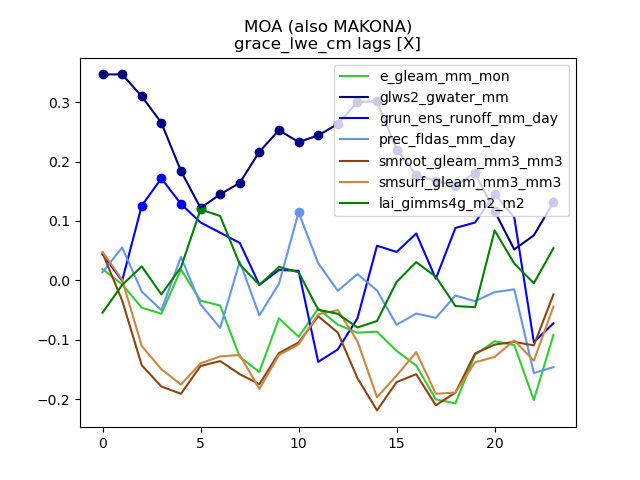 MOA (also MAKONA)
grace_lwe_cm lags [X]
e_gleam_mm_mon
glws2_gwater_mm
grun_ens_runoff_mm_day
prec_fldas_mm_day
smroot_gleam_mm3_mm3
smsurf_gleam_mm3_mm3
lai_gimms4g_m2_m2
0.3
0.2
0.1
0.0
−0.1
−0.2
0 5 10 15 20